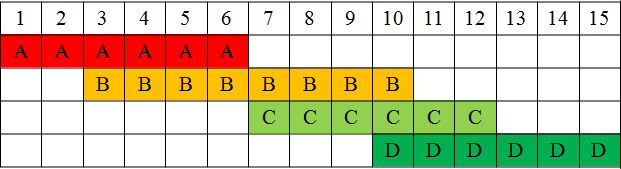 1 2 3 4 5 6 7 8 9 10 11 12 13 14 15
A A A A A A
B B B B B B B B
C C C C C C
D D D D D D